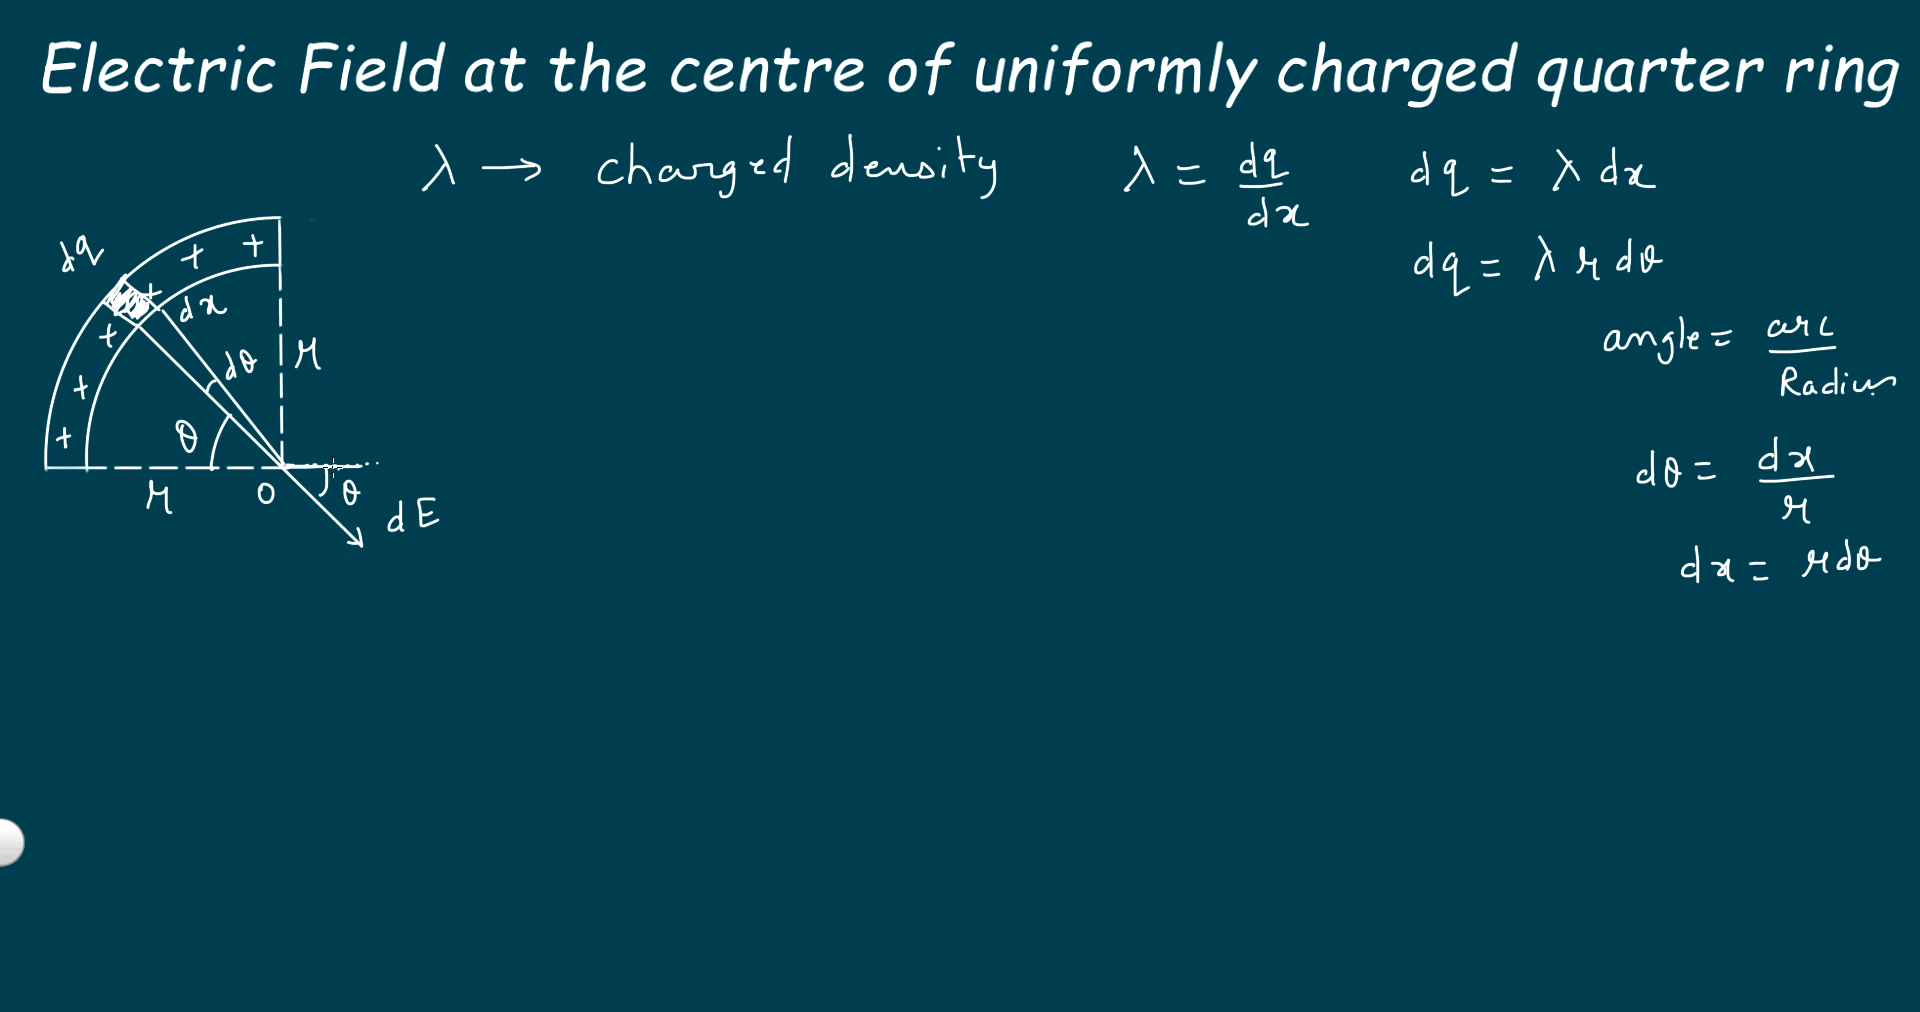 Electric Field at the centre of uniformly charged quarter ring
λ → charged density
λ = dq/dx
dq = λ dx
dq = λ r dθ
angle = arc/Radius
dθ = dx/r
dx = r dθ
dq
+ + + + + +
dx
dθ
r
θ
r
O
θ
dE